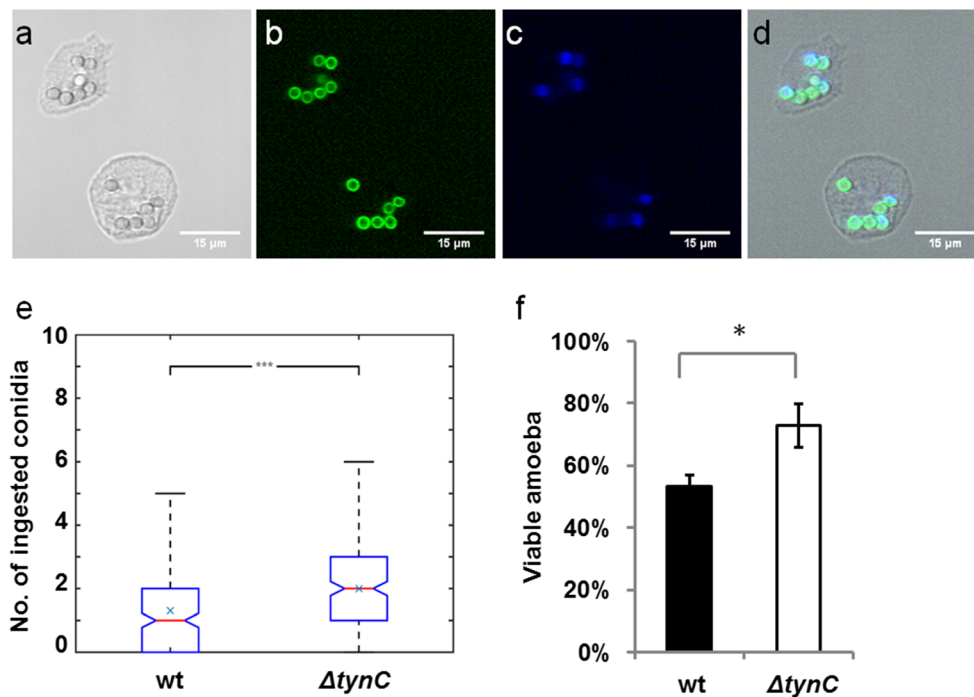 a b c d
15 µm 15 µm 15 µm 15 µm
e
10
8
6
4
2
0
No. of ingested conidia
***
wt ΔtynC
f
100%
80%
60%
40%
20%
0%
Viable amoeba
*
wt ΔtynC